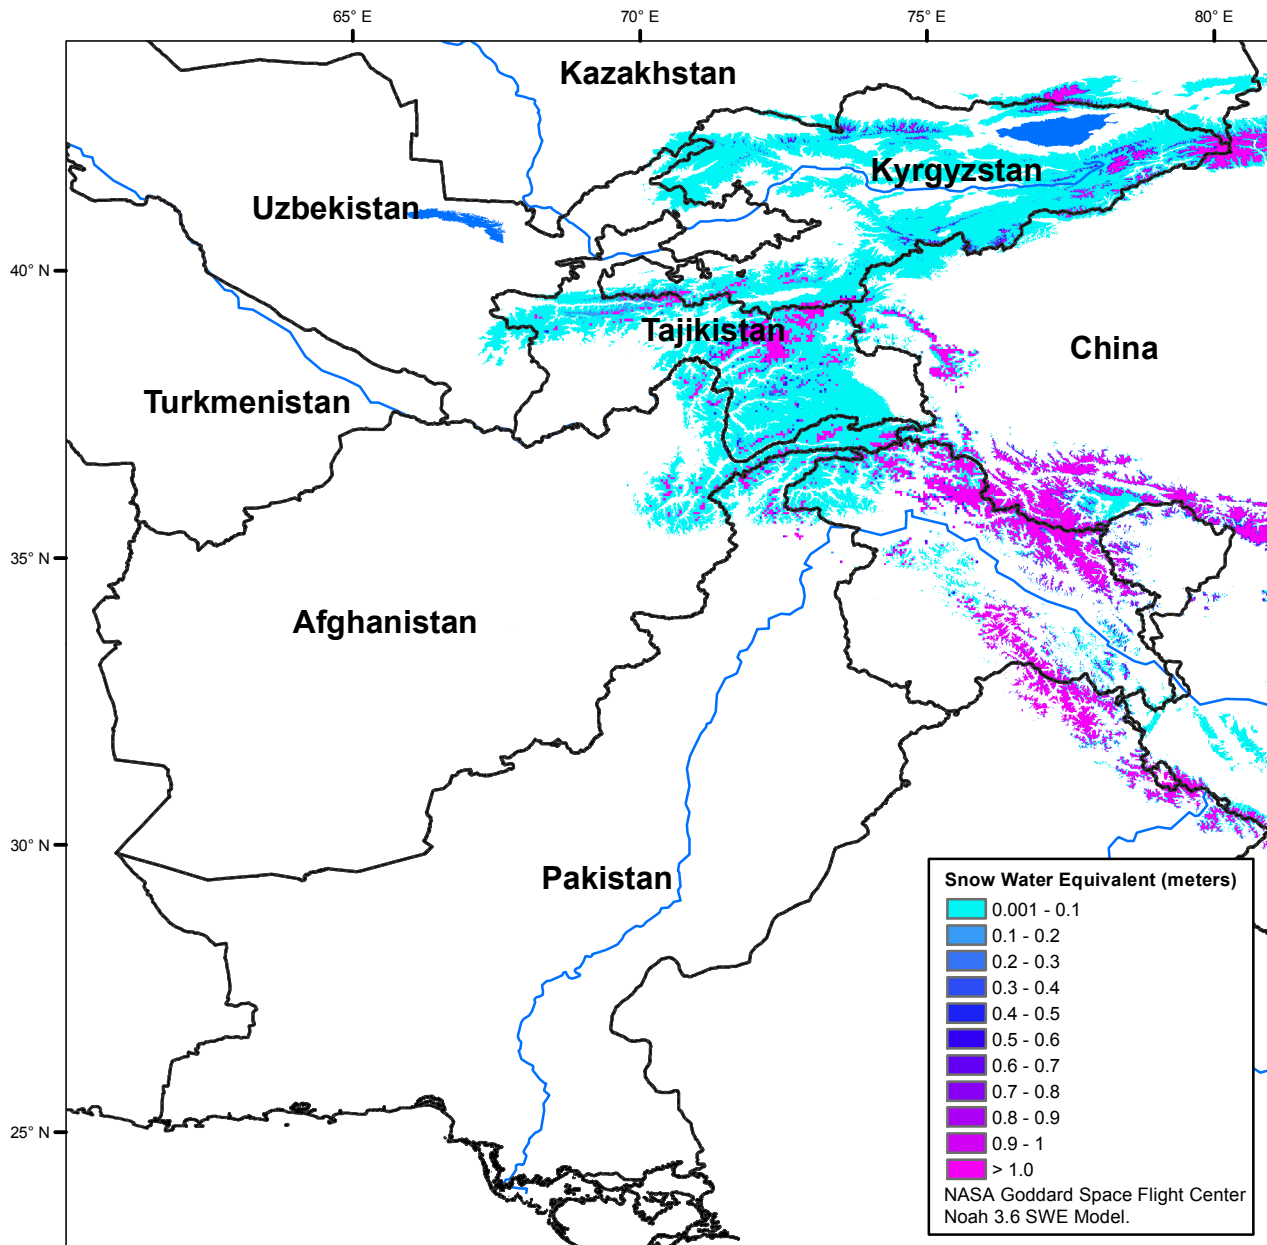 65° E
70° E
75° E
80° E
Kazakhstan
Kyrgyzstan
Uzbekistan
40° N
Tajikistan
China
Turkmenistan
35° N
Afghanistan
30° N
Pakistan
25° N
Snow Water Equivalent (meters)
0.001 - 0.1
0.1 - 0.2
0.2 - 0.3
0.3 - 0.4
0.4 - 0.5
0.5 - 0.6
0.6 - 0.7
0.7 - 0.8
0.8 - 0.9
0.9 - 1
> 1.0
NASA Goddard Space Flight Center
Noah 3.6 SWE Model.